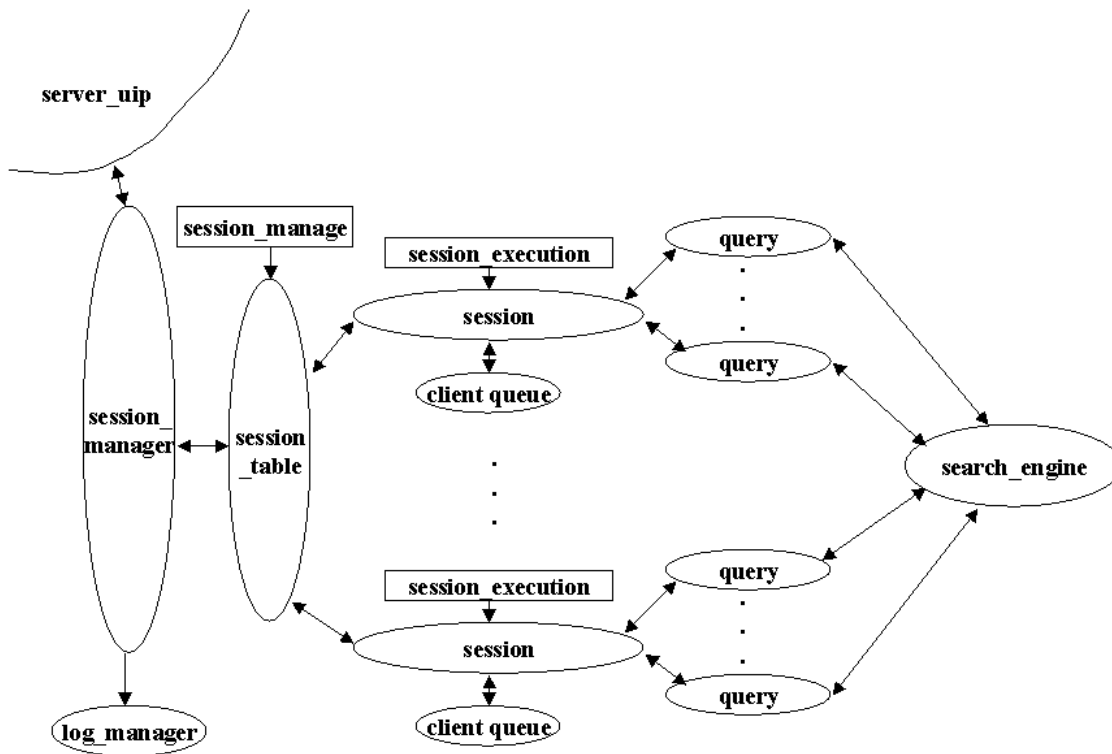 server_uip
session_manage
session_execution
query
session
query
client queue
session_
manager
session
_table
search_engine
session_execution
query
session
query
client queue
log_manager